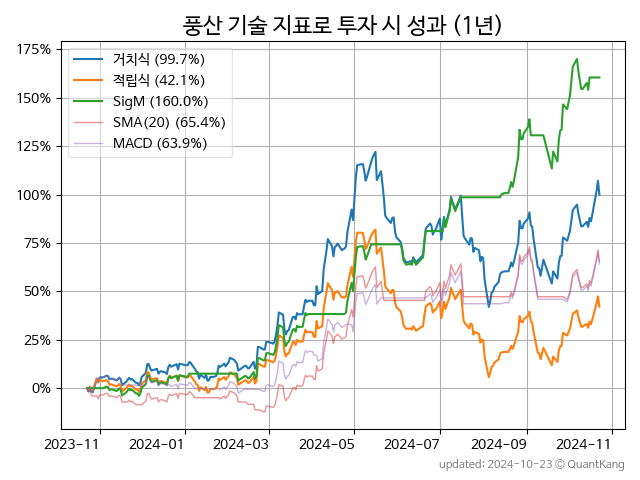 풍산 기술 지표로 투자 시 성과 (1년)
175%
150%
125%
100%
75%
50%
25%
0%
거치식 (99.7%)
적립식 (42.1%)
SigM (160.0%)
SMA(20) (65.4%)
MACD (63.9%)
2023-11 2024-01 2024-03 2024-05 2024-07 2024-09 2024-11
updated: 2024-10-23 © QuantKang